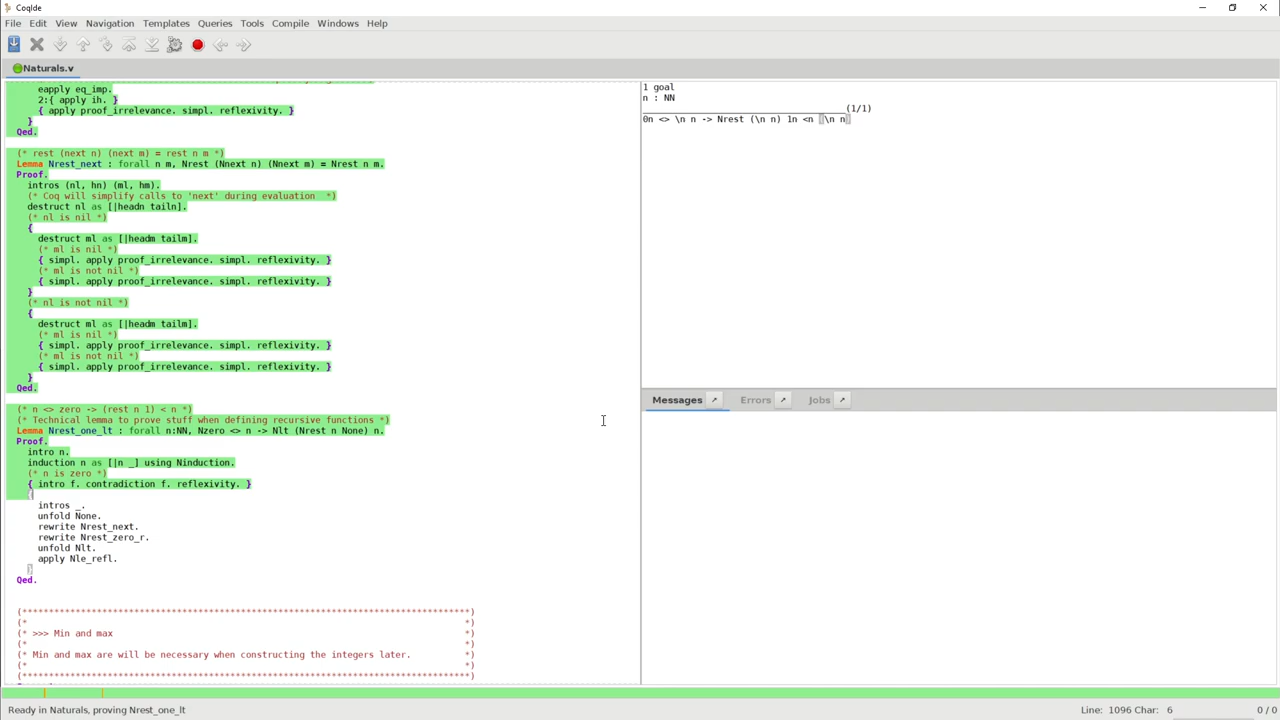 CoqIde
File Edit View Navigation Templates Queries Tools Compile Windows Help
Naturals.v
eapply eq_imp.
2:{ apply ih. }
{ apply proof_irrelevance. simpl. reflexivity. }
}
Qed.
(* rest (next n) (next m) = rest n m *)
Lemma Nrest_next : forall n m, Nrest (Nnext n) (Nnext m) = Nrest n m.
Proof.
intros (nl, hn) (ml, hm).
(* Coq will simplify calls to 'next' during evaluation  *)
destruct nl as [|headn tailn].
(* nl is nil *)
{
destruct ml as [|headm tailm].
(* ml is nil *)
{ simpl. apply proof_irrelevance. simpl. reflexivity. }
(* ml is not nil *)
{ simpl. apply proof_irrelevance. simpl. reflexivity. }
}
(* nl is not nil *)
{
destruct ml as [|headm tailm].
(* ml is nil *)
{ simpl. apply proof_irrelevance. simpl. reflexivity. }
(* ml is not nil *)
{ simpl. apply proof_irrelevance. simpl. reflexivity. }
}
Qed.
(* n <> zero -> (rest n 1) < n *)
(* Technical lemma to prove stuff when defining recursive functions *)
Lemma Nrest_one_lt : forall n:NN, Nzero <> n -> Nlt (Nrest n None) n.
Proof.
intro n.
induction n as [|n _] using Ninduction.
(* n is zero *)
{ intro f. contradiction f. reflexivity. }
{
intros _.
unfold None.
rewrite Nrest_next.
rewrite Nrest_zero_r.
unfold Nlt.
apply Nle_refl.
}
Qed.
(*************************************************************************************)
(* *)
(* >>> Min and max *)
(* *)
(* Min and max are will be necessary when constructing the integers later. *)
(* *)
(*************************************************************************************)
1 goal
n : NN
______________________________________(1/1)
0n <> \n n -> Nrest (\n n) 1n <n (\n n)
Messages Errors Jobs
Ready in Naturals, proving Nrest_one_lt
Line: 1096 Char: 6
0 / 0